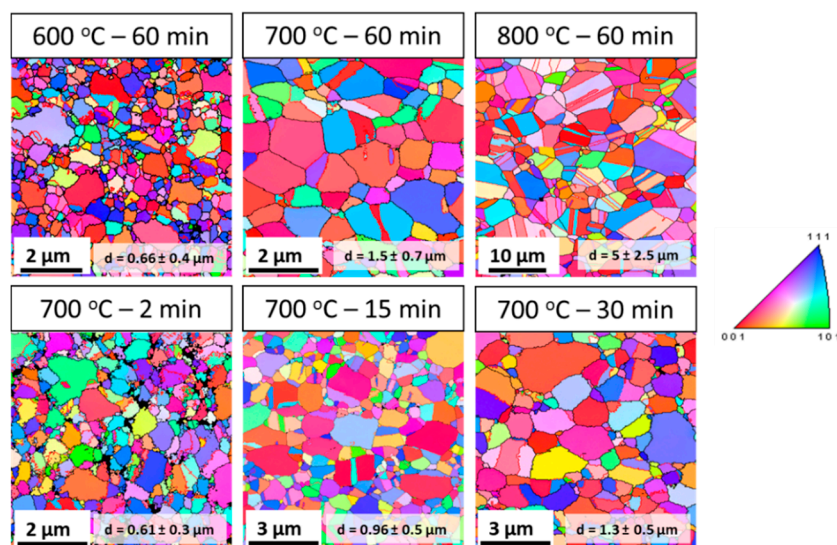 600 °C – 60 min
700 °C – 60 min
800 °C – 60 min
2 µm
d = 0.66 ± 0.4 µm
2 µm
d = 1.5 ± 0.7 µm
10 µm
d = 5 ± 2.5 µm
111
001
101
700 °C – 2 min
700 °C – 15 min
700 °C – 30 min
2 µm
d = 0.61 ± 0.3 µm
3 µm
d = 0.96 ± 0.5 µm
3 µm
d = 1.3 ± 0.5 µm